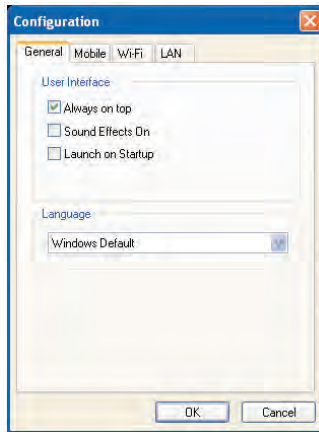 Configuration
General Mobile Wi-Fi LAN
User Interface
Always on top
Sound Effects On
Launch on Startup
Language
Windows Default
OK Cancel